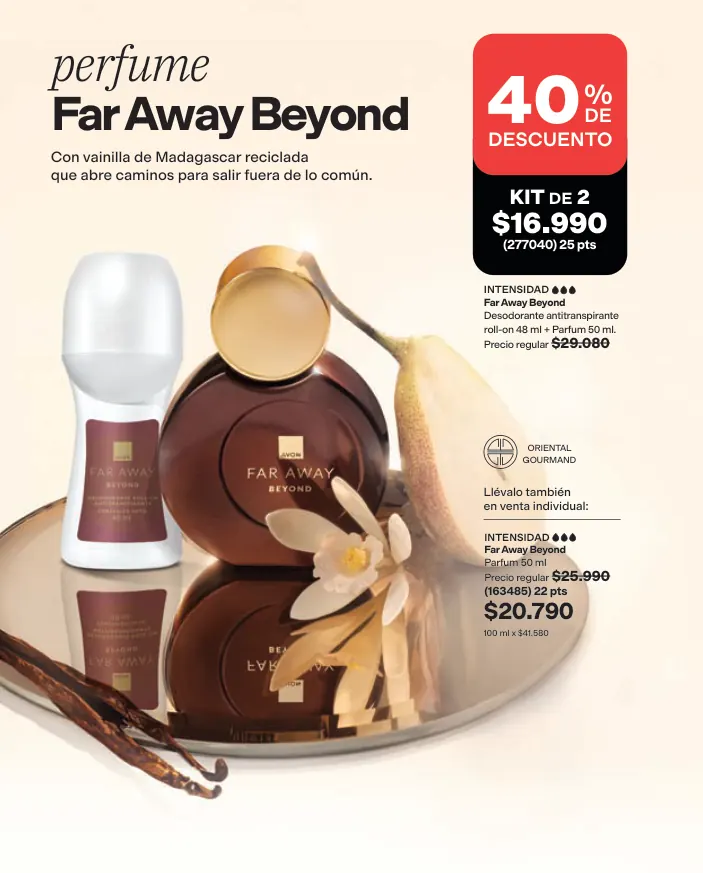 perfume
Far Away Beyond
Con vainilla de Madagascar reciclada
que abre caminos para salir fuera de lo común.
40%
DE
DESCUENTO
KIT DE 2
$16.990
(277040) 25 pts
INTENSIDAD
Far Away Beyond
Desodorante antitranspirante
roll-on 48 ml + Parfum 50 ml.
Precio regular $29.080
ORIENTAL
GOURMAND
Llévalo también
en venta individual:
INTENSIDAD
Far Away Beyond
Parfum 50 ml
Precio regular $25.990
(163485) 22 pts
$20.790
100 ml x $41.580
AVON
FAR AWAY
BEYOND
FAR AWAY
BEYOND